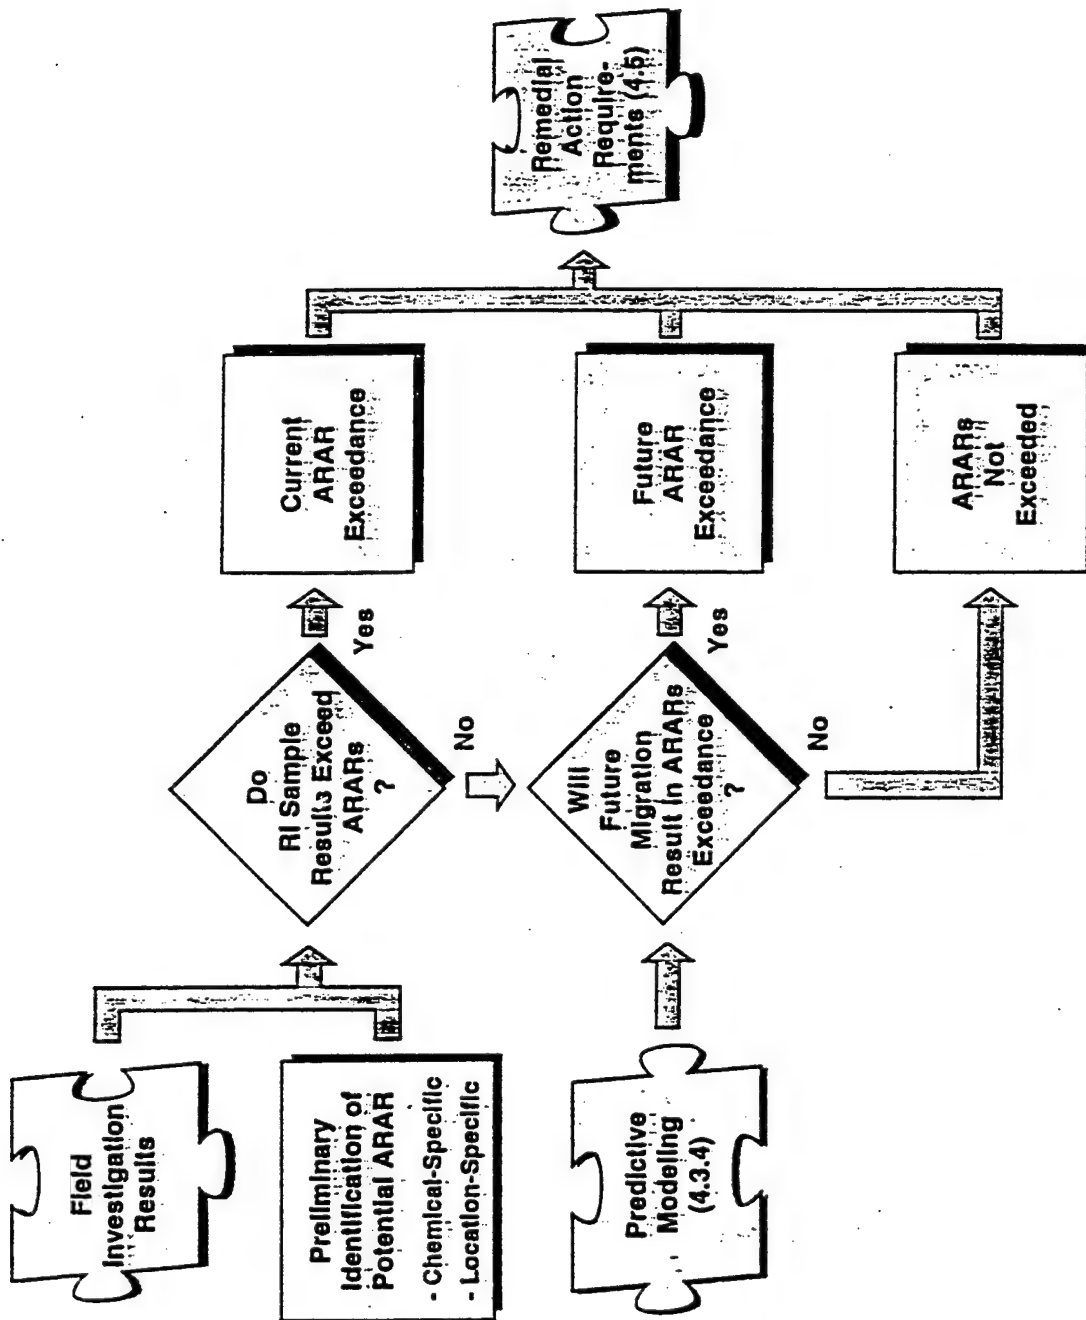 Field
Investigation
Results
Preliminary
Identification of
Potential ARAR
- Chemical-Specific
- Location-Specific
Predictive
Modeling
(4.3.4)
Do
RI Sample
Results Exceed
ARARs
?
Yes
No
Will
Future
Migration
Result in ARARs
Exceedance
?
Yes
No
Current
ARAR
Exceedance
Future
ARAR
Exceedance
ARARs
Not
Exceeded
Remedial
Action
Require-
ments (4.5)